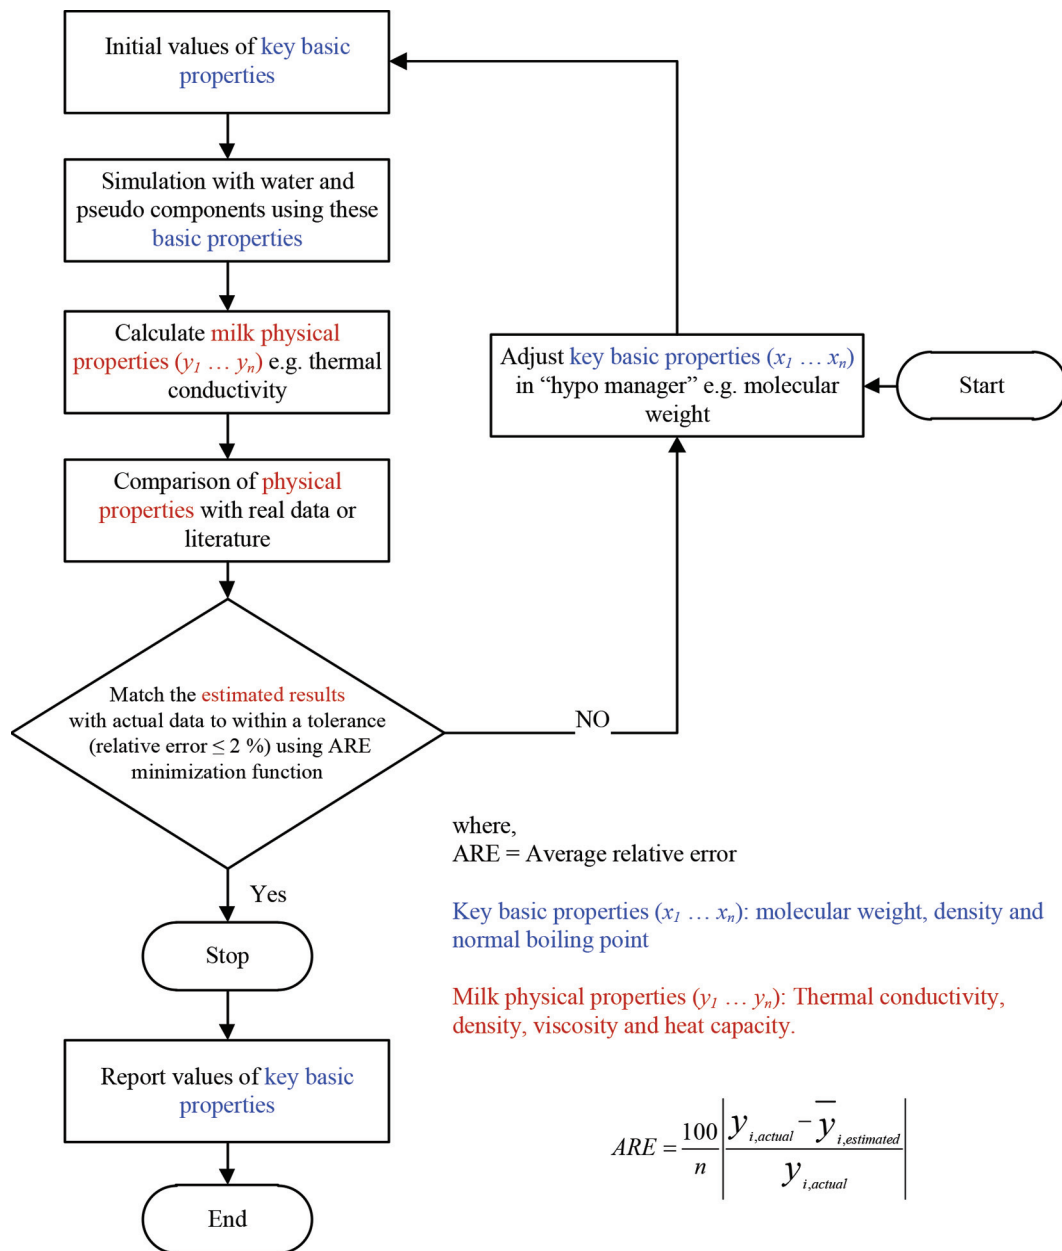 Initial values of key basic
properties
Simulation with water and
pseudo components using these
basic properties
Calculate milk physical
properties (y₁ … yₙ) e.g. thermal
conductivity
Comparison of physical
properties with real data or
literature
Match the estimated results
with actual data to within a tolerance
(relative error ≤ 2 %) using ARE
minimization function
NO
Adjust key basic properties (x₁ … xₙ)
in “hypo manager” e.g. molecular
weight
Start
Yes
Stop
Report values of key basic
properties
End
where,
ARE = Average relative error
Key basic properties (x₁ … xₙ): molecular weight, density and
normal boiling point
Milk physical properties (y₁ … yₙ): Thermal conductivity,
density, viscosity and heat capacity.
ARE = 100/n |(y i,actual − y̅ i,estimated) / y i,actual|